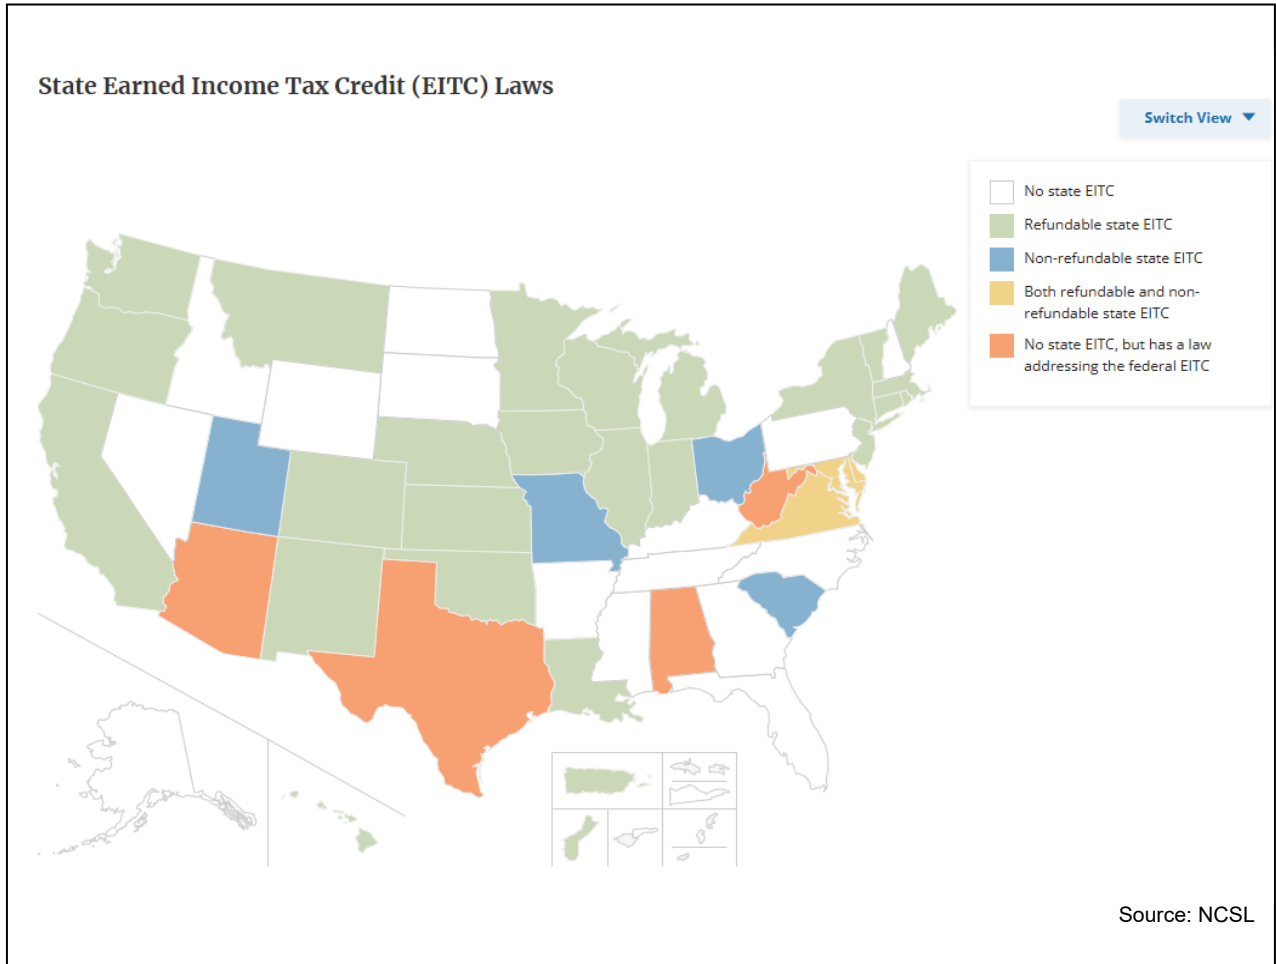 State Earned Income Tax Credit (EITC) Laws
Switch View
No state EITC
Refundable state EITC
Non-refundable state EITC
Both refundable and non-
refundable state EITC
No state EITC, but has a law
addressing the federal EITC
Source: NCSL